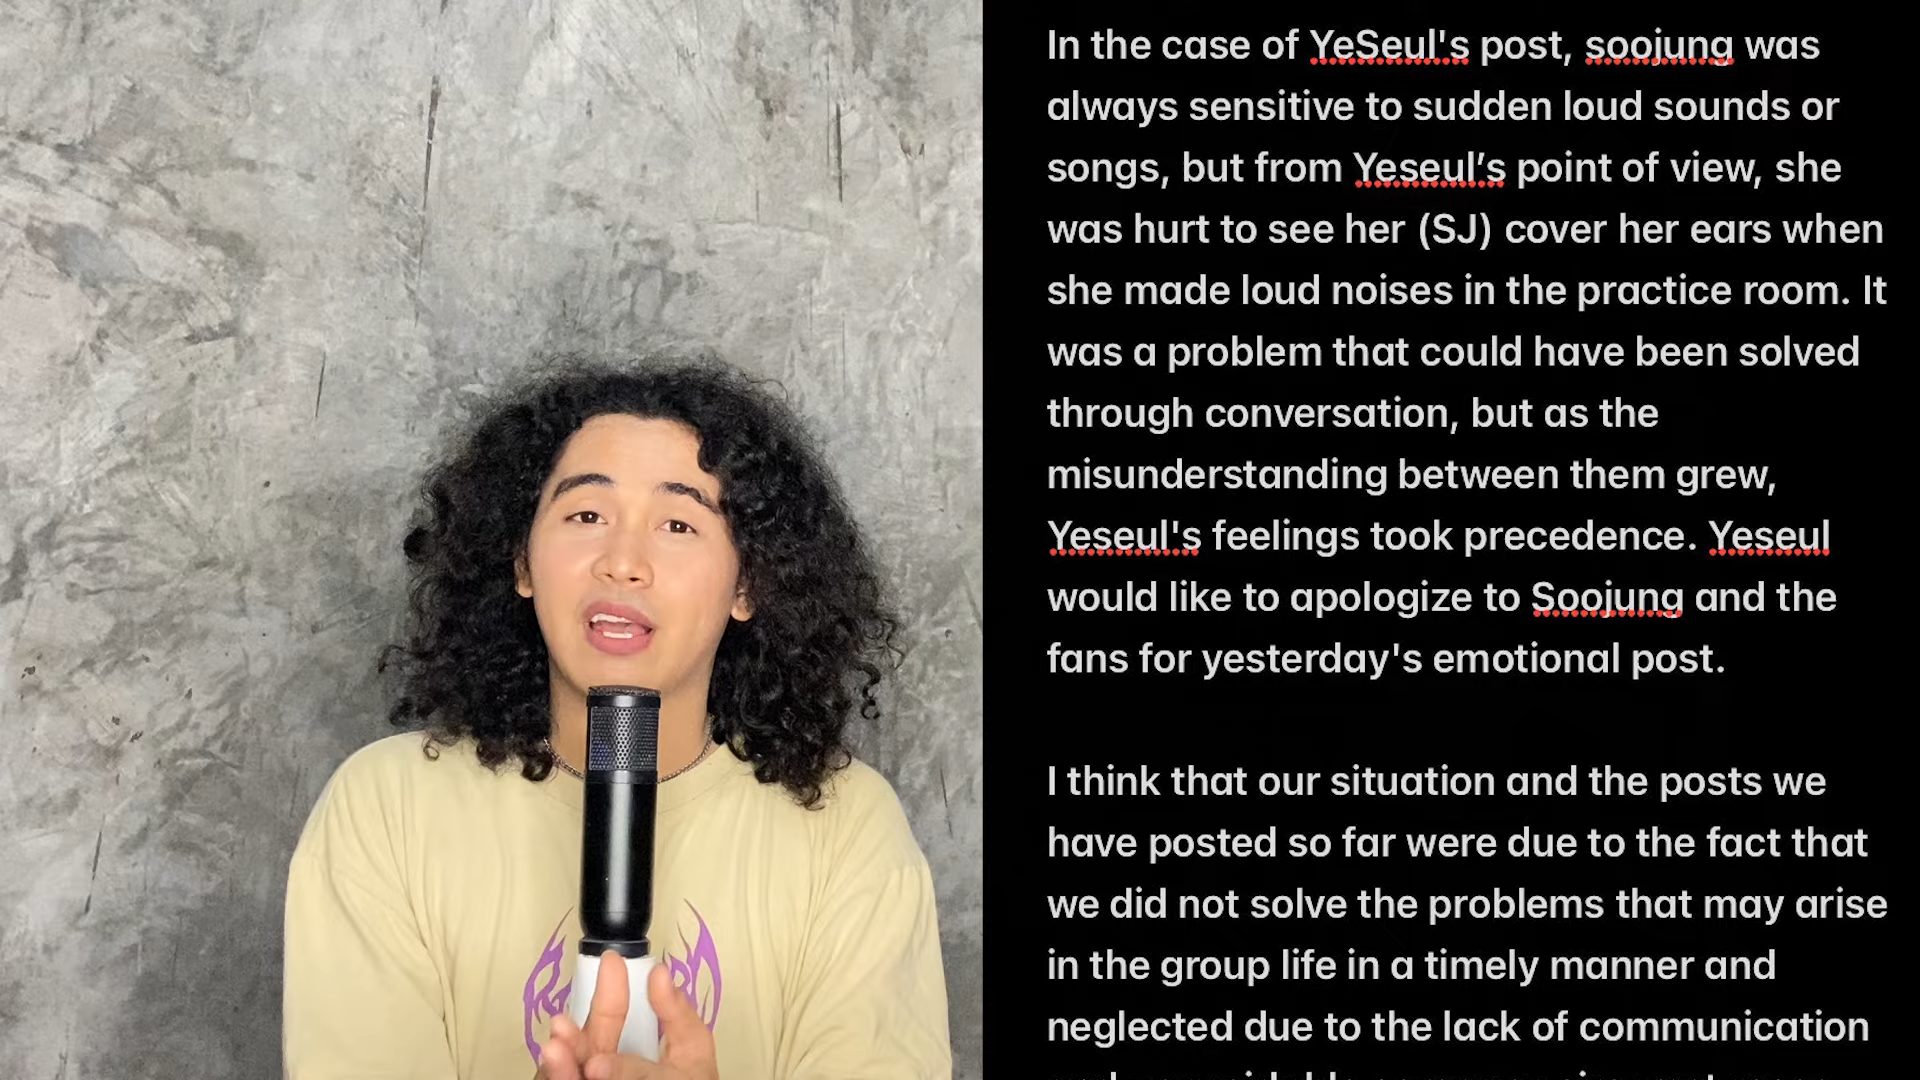 In the case of YeSeul's post, soojung was
always sensitive to sudden loud sounds or
songs, but from Yeseul’s point of view, she
was hurt to see her (SJ) cover her ears when
she made loud noises in the practice room. It
was a problem that could have been solved
through conversation, but as the
misunderstanding between them grew,
Yeseul's feelings took precedence. Yeseul
would like to apologize to Soojung and the
fans for yesterday's emotional post.
I think that our situation and the posts we
have posted so far were due to the fact that
we did not solve the problems that may arise
in the group life in a timely manner and
neglected due to the lack of communication